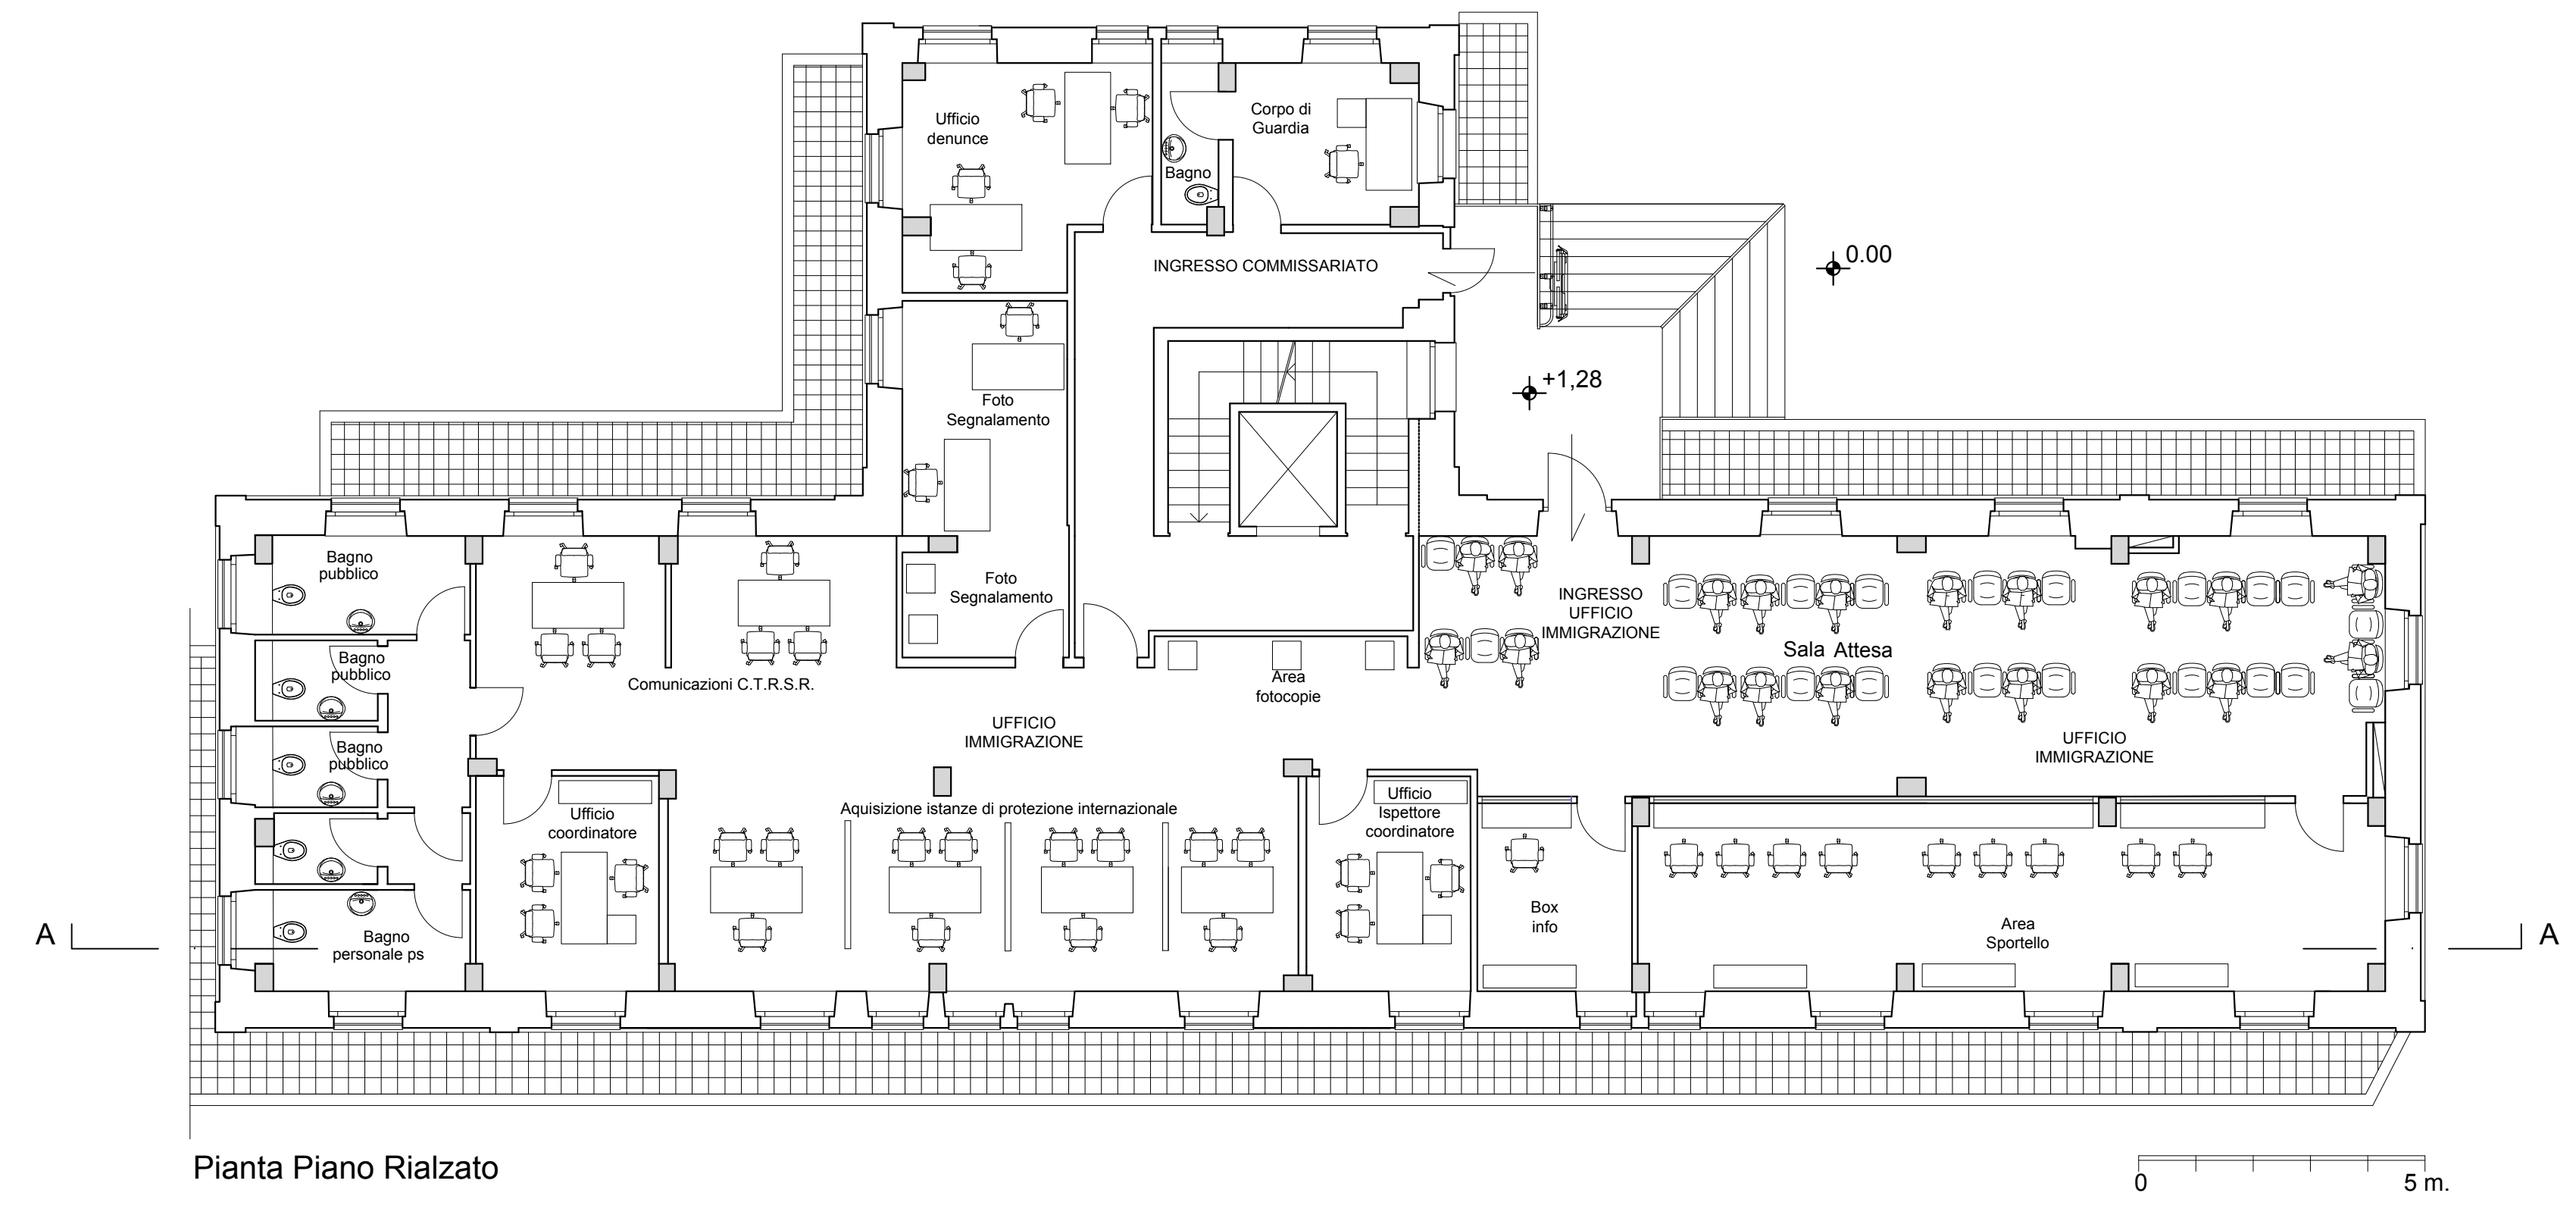 Ufficio
denunce
Corpo di
Guardia
Bagno
INGRESSO COMMISSARIATO
0.00
+1,28
Foto
Segnalamento
Foto
Segnalamento
Bagno
pubblico
Bagno
pubblico
Bagno
pubblico
Comunicazioni C.T.R.S.R.
UFFICIO
IMMIGRAZIONE
Area
fotocopie
INGRESSO
UFFICIO
IMMIGRAZIONE
Sala Attesa
UFFICIO
IMMIGRAZIONE
Ufficio
coordinatore
Aquisizione istanze di protezione internazionale
Ufficio
Ispettore
coordinatore
Box
info
Area
Sportello
Bagno
personale ps
A
A
Pianta Piano Rialzato
0
5 m.